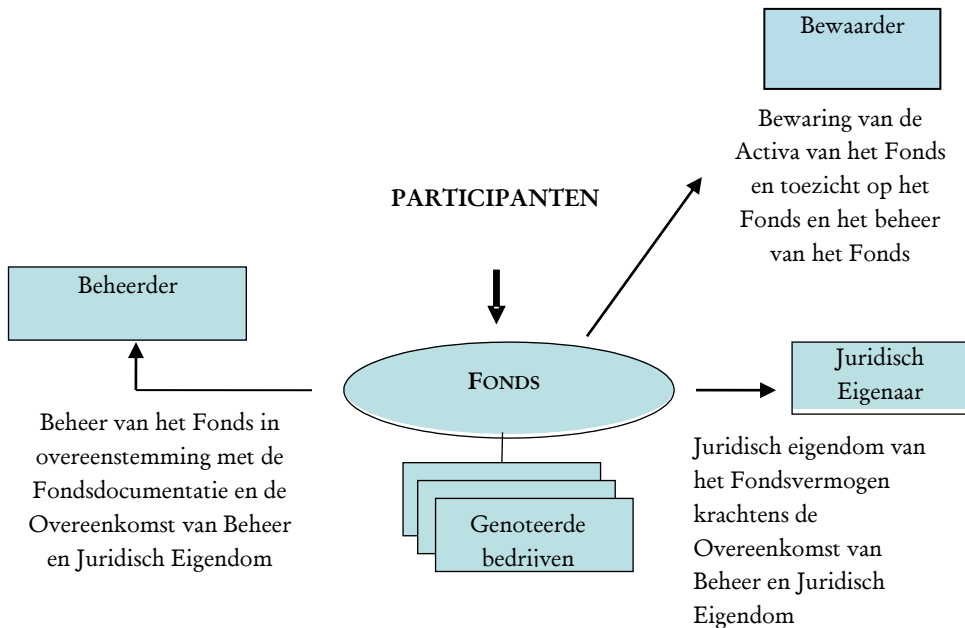 Bewaarder
Bewaring van de
Activa van het Fonds
en toezicht op het
Fonds en het beheer
van het Fonds
PARTICIPANTEN
Beheerder
FONDS
Juridisch
Eigenaar
Beheer van het Fonds in
overeenstemming met de
Fondsdocumentatie en de
Overeenkomst van Beheer
en Juridisch Eigendom
Genoteerde
bedrijven
Juridisch eigendom van
het Fondsvermogen
krachtens de
Overeenkomst van
Beheer en Juridisch
Eigendom